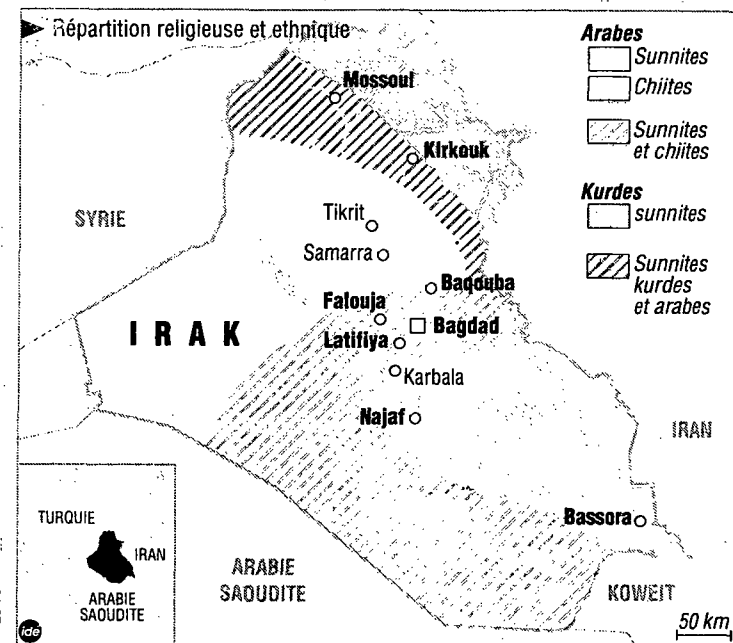 ► Répartition religieuse et ethnique
Arabes
Sunnites
Chiites
Sunnites
et chiites
Kurdes
sunnites
Sunnites
kurdes
et arabes
Mossoul
Kirkouk
SYRIE
Tikrit
Samarra
Baqouba
Falouja
IRAK
Bagdad
Latifiya
Karbala
Najaf
IRAN
Bassora
TURQUIE
IRAN
ARABIE
SAOUDITE
ARABIE
SAOUDITE
KOWEIT
ide
50 km